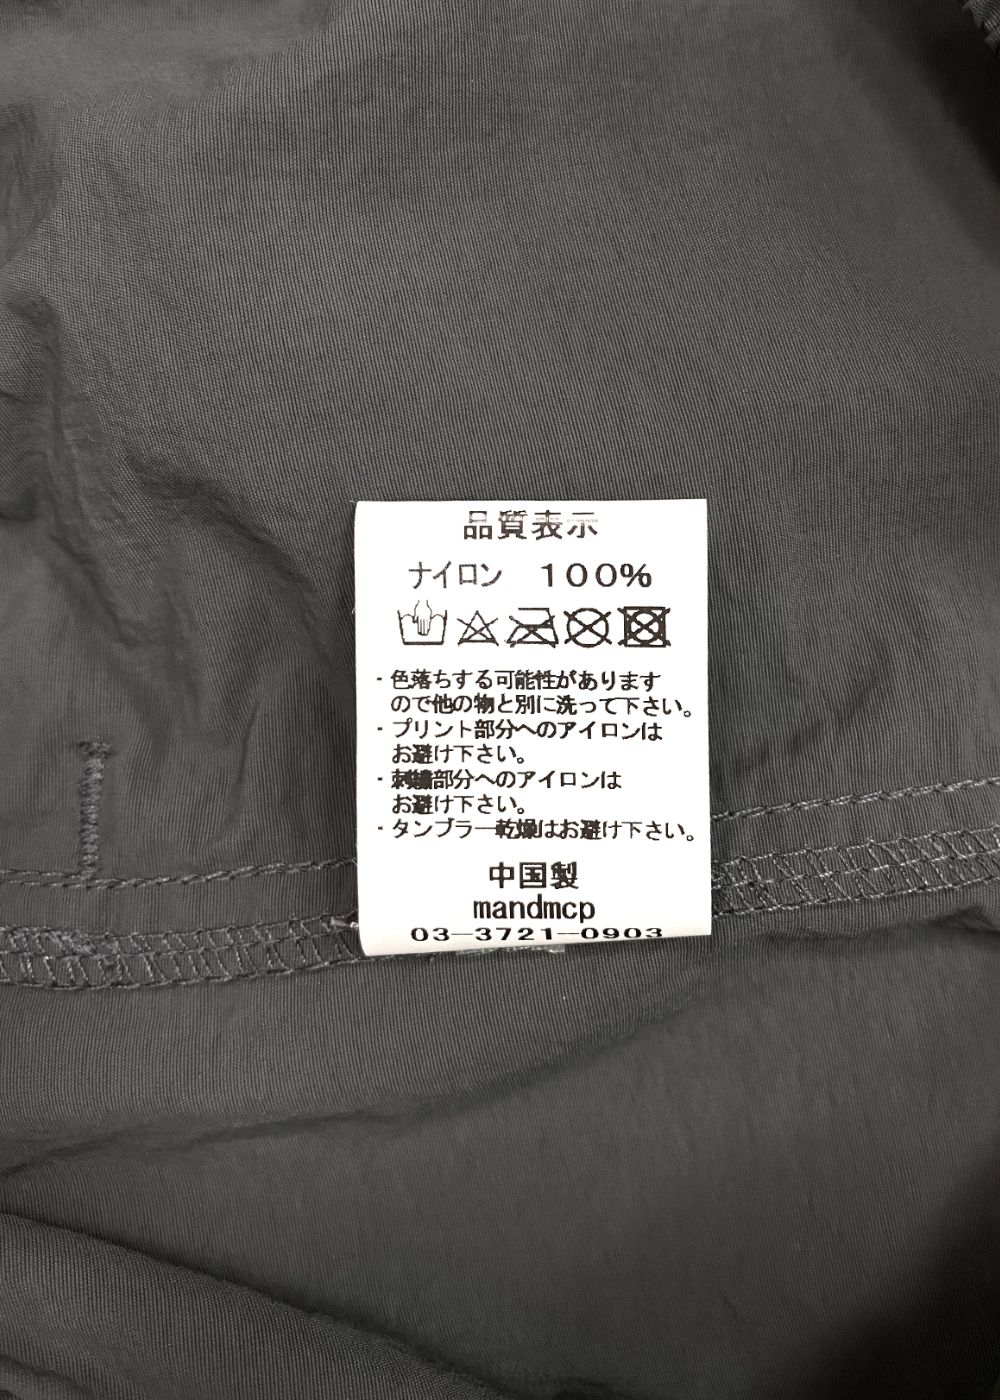 品質表示
ナイロン 100%
・色落ちする可能性があります
ので他の物と別に洗って下さい。
・プリント部分へのアイロンは
お避け下さい。
・刺繍部分へのアイロンは
お避け下さい。
・タンブラー乾燥はお避け下さい。
中国製
mandmcp
03-3721-0903